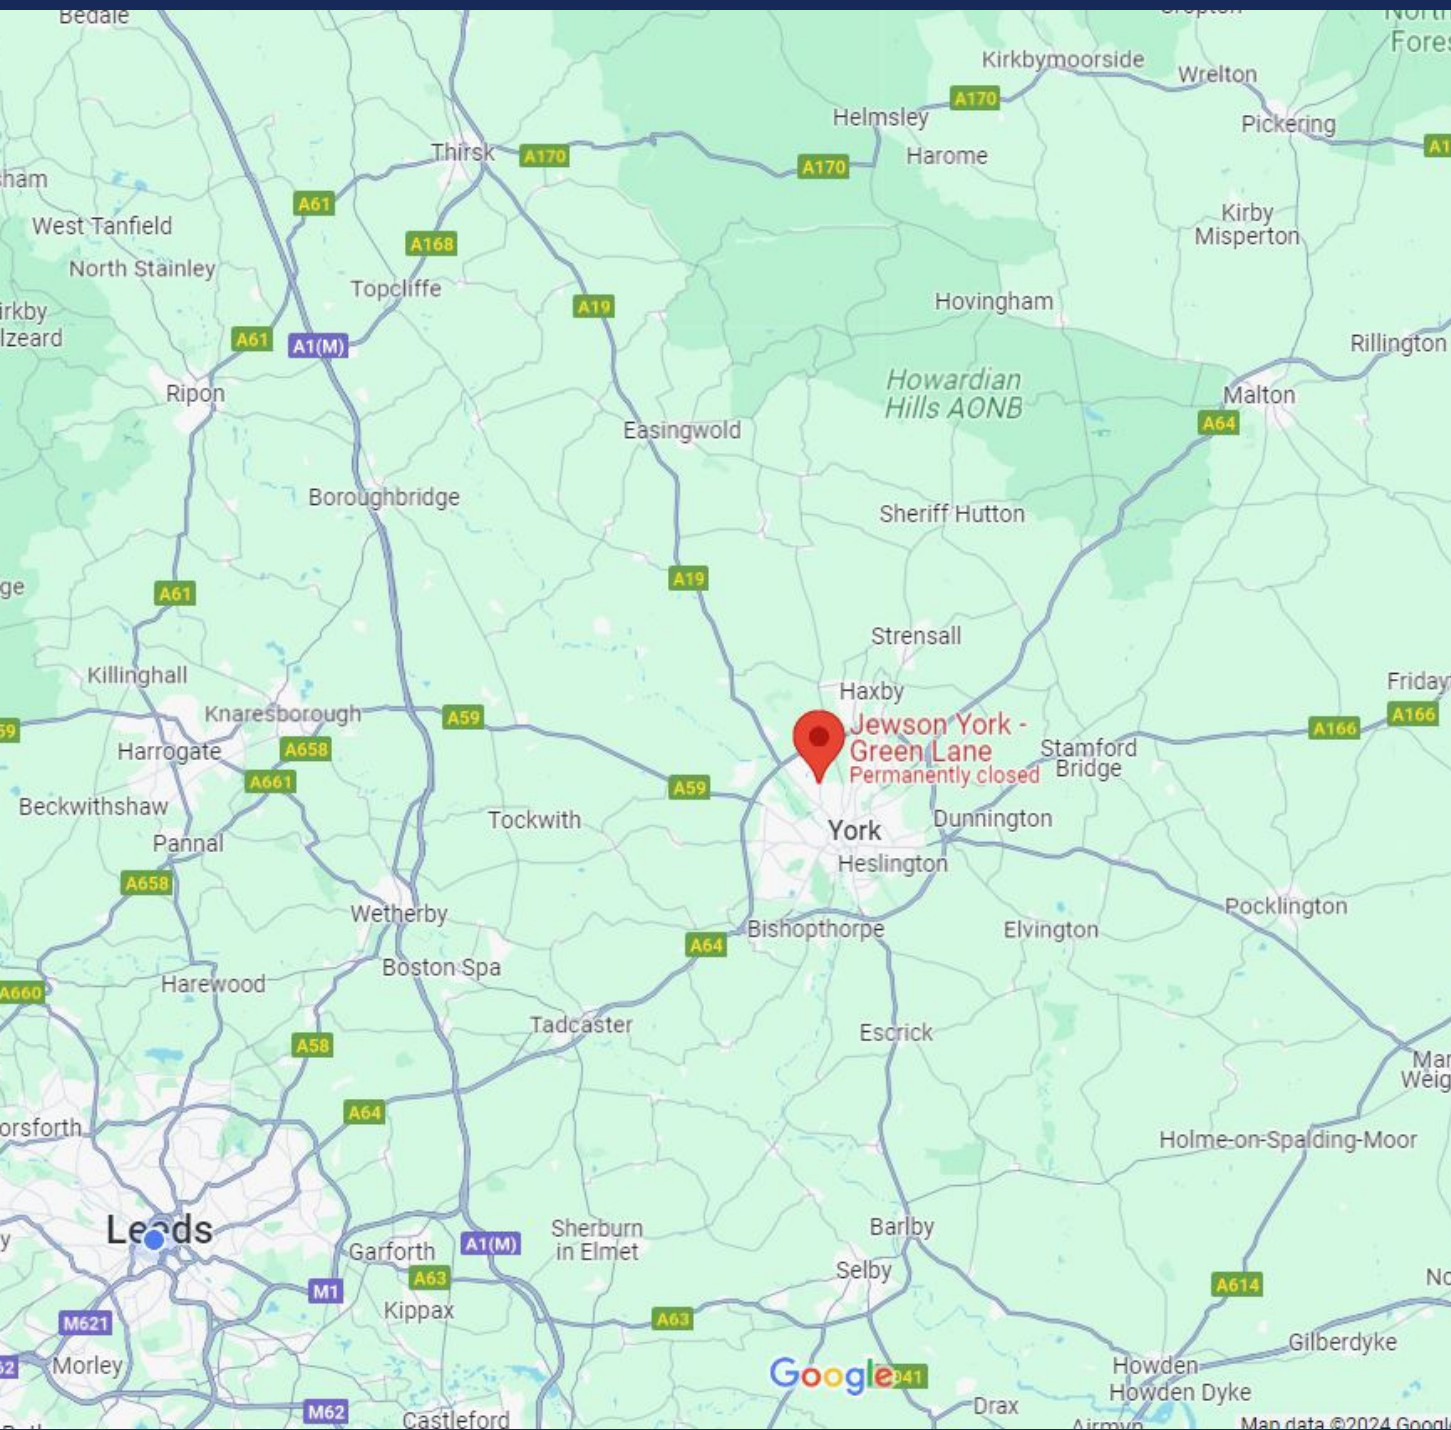 Bedale
Kirkbymoorside
Wrelton
A170
Helmsley
Pickering
Thirsk
A170
A170
Harome
A61
West Tanfield
A168
Kirby
Misperton
North Stainley
Topcliffe
A19
Hovingham
A61
A1(M)
Rillington
Ripon
Howardian
Hills AONB
Malton
A64
Easingwold
Boroughbridge
Sheriff Hutton
A19
A61
Strensall
Killinghall
Haxby
Friday
Knaresborough
A59
A166
A166
Jewson York -
Green Lane
Permanently closed
Harrogate
A658
Stamford
Bridge
A661
A59
Beckwithshaw
Tockwith
York
Dunnington
Pannal
Heslington
A658
Wetherby
Pocklington
Bishopthorpe
Elvington
A64
Boston Spa
Harewood
A660
Tadcaster
Escrick
A58
Mar
Weig
A64
orsforth
Holme-on-Spalding-Moor
Leeds
Sherburn
in Elmet
Barlby
Garforth
A1(M)
A63
Selby
M1
A614
Kippax
M621
A63
Gilberdyke
Morley
Howden
Howden Dyke
Google
M62
Castleford
Drax
Map data ©2024 Googl